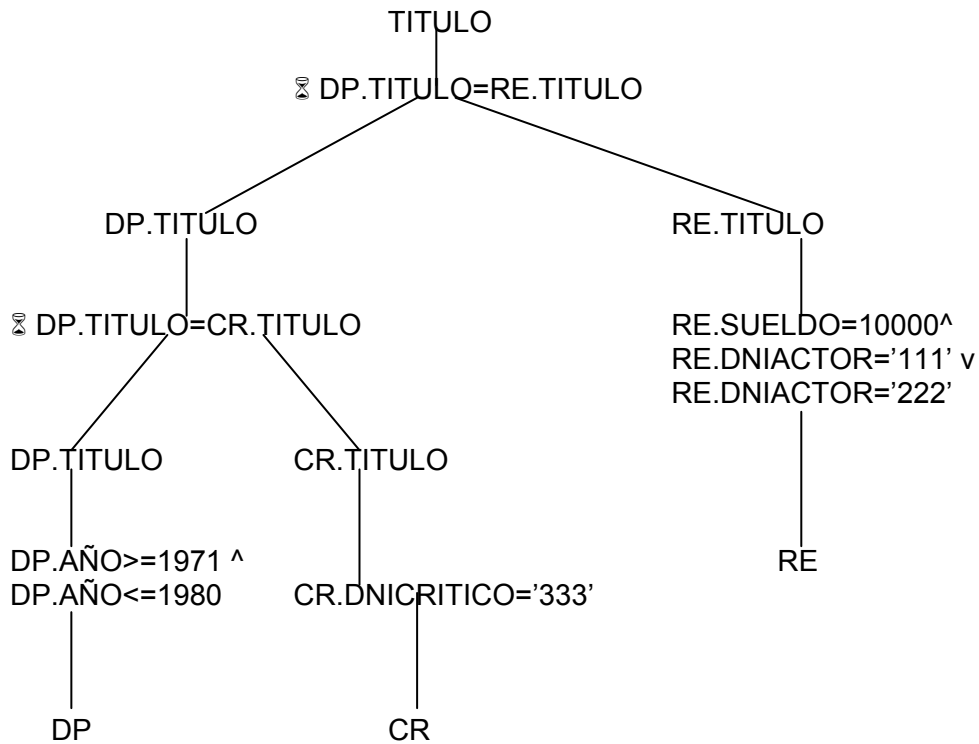 TITULO
⌛ DP.TITULO=RE.TITULO
DP.TITULO
RE.TITULO
⌛ DP.TITULO=CR.TITULO
RE.SUELDO=10000^
RE.DNIACTOR='111' v
RE.DNIACTOR='222'
DP.TITULO
CR.TITULO
DP.AÑO>=1971 ^
DP.AÑO<=1980
CR.DNICRITICO='333'
RE
DP
CR